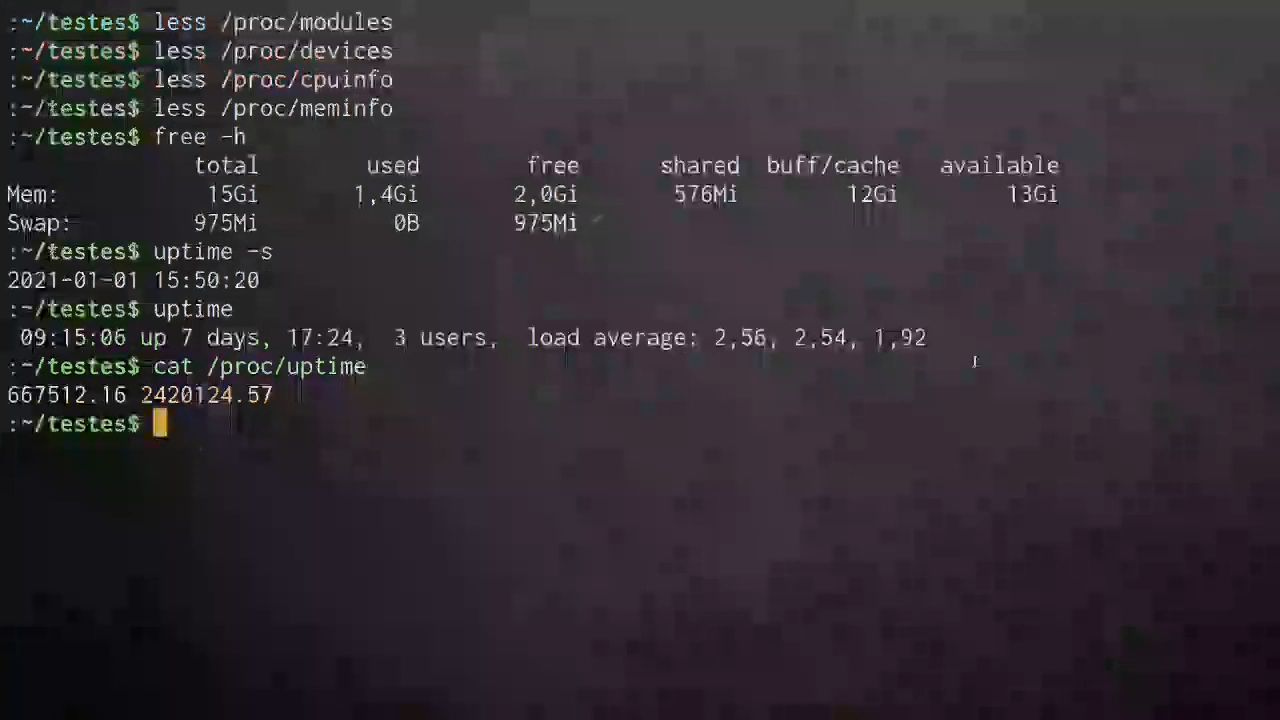 :~/testes$ less /proc/modules
:~/testes$ less /proc/devices
:~/testes$ less /proc/cpuinfo
:~/testes$ less /proc/meminfo
:~/testes$ free -h
total used free shared buff/cache available
Mem: 15Gi 1,4Gi 2,0Gi 576Mi 12Gi 13Gi
Swap: 975Mi 0B 975Mi
:~/testes$ uptime -s
2021-01-01 15:50:20
:~/testes$ uptime
09:15:06 up 7 days, 17:24, 3 users, load average: 2,56, 2,54, 1,92
:~/testes$ cat /proc/uptime
667512.16 2420124.57
:~/testes$